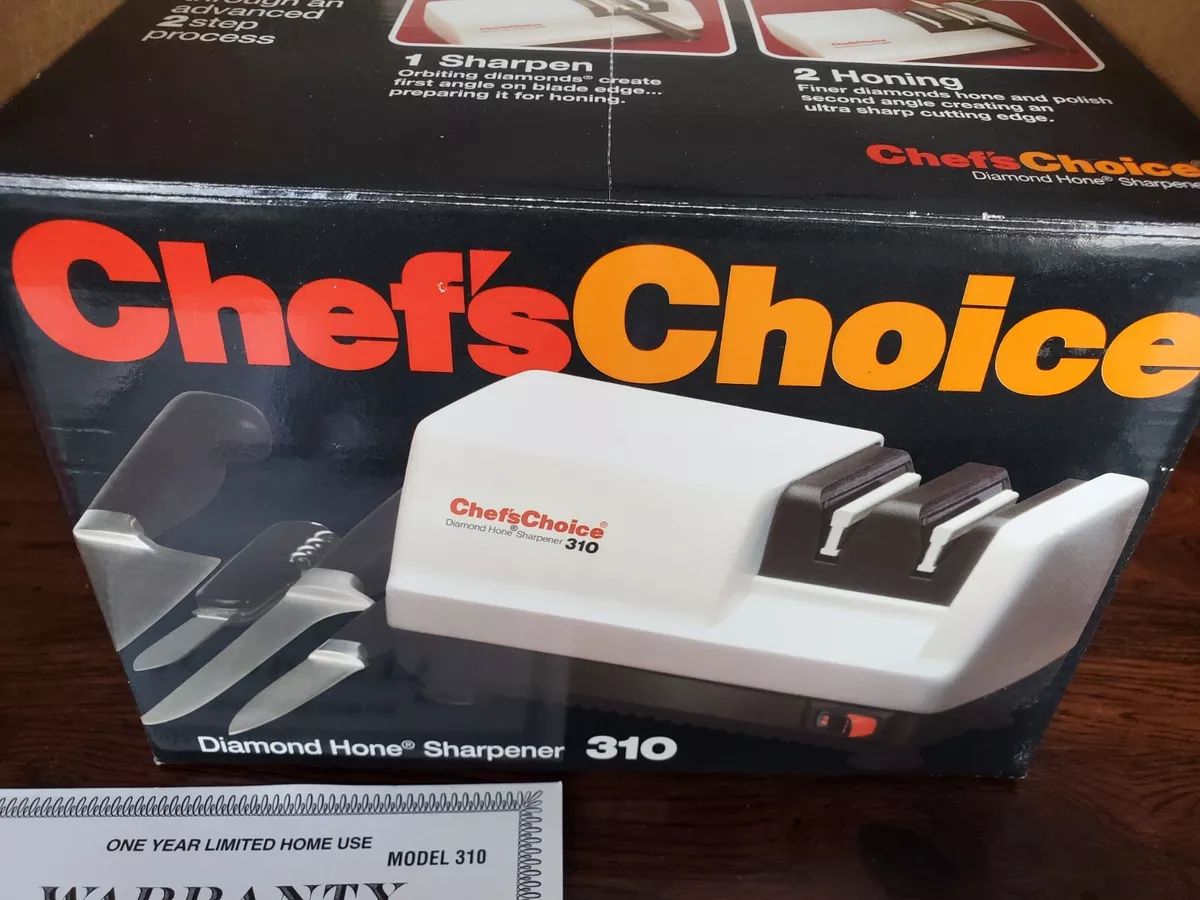 through an
advanced
2 step
process
1 Sharpen
Orbiting diamonds® create
first angle on blade edge...
preparing it for honing.
2 Honing
Finer diamonds hone and polish
second angle creating an
ultra sharp cutting edge.
Chef'sChoice
Diamond Hone® Sharpener
Chef'sChoice
Chef'sChoice®
Diamond Hone® Sharpener 310
Diamond Hone® Sharpener 310
ONE YEAR LIMITED HOME USE
MODEL 310
WARRANTY